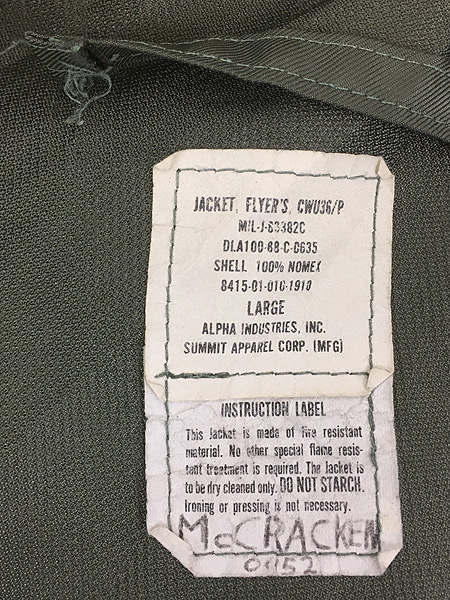 JACKET, FLYER'S, CWU36/P
MIL-J-83382C
DLA100-88-C-0635
SHELL 100% NOMEX
8415-01-010-1910
LARGE
ALPHA INDUSTRIES, INC.
SUMMIT APPAREL CORP. (MFG)
INSTRUCTION LABEL
This Jacket is made of fire resistant
material. No other special flame resis-
tant treatment is required. The Jacket is
to be dry cleaned only. DO NOT STARCH.
Ironing or pressing is not necessary.
McCRACKEN
0452